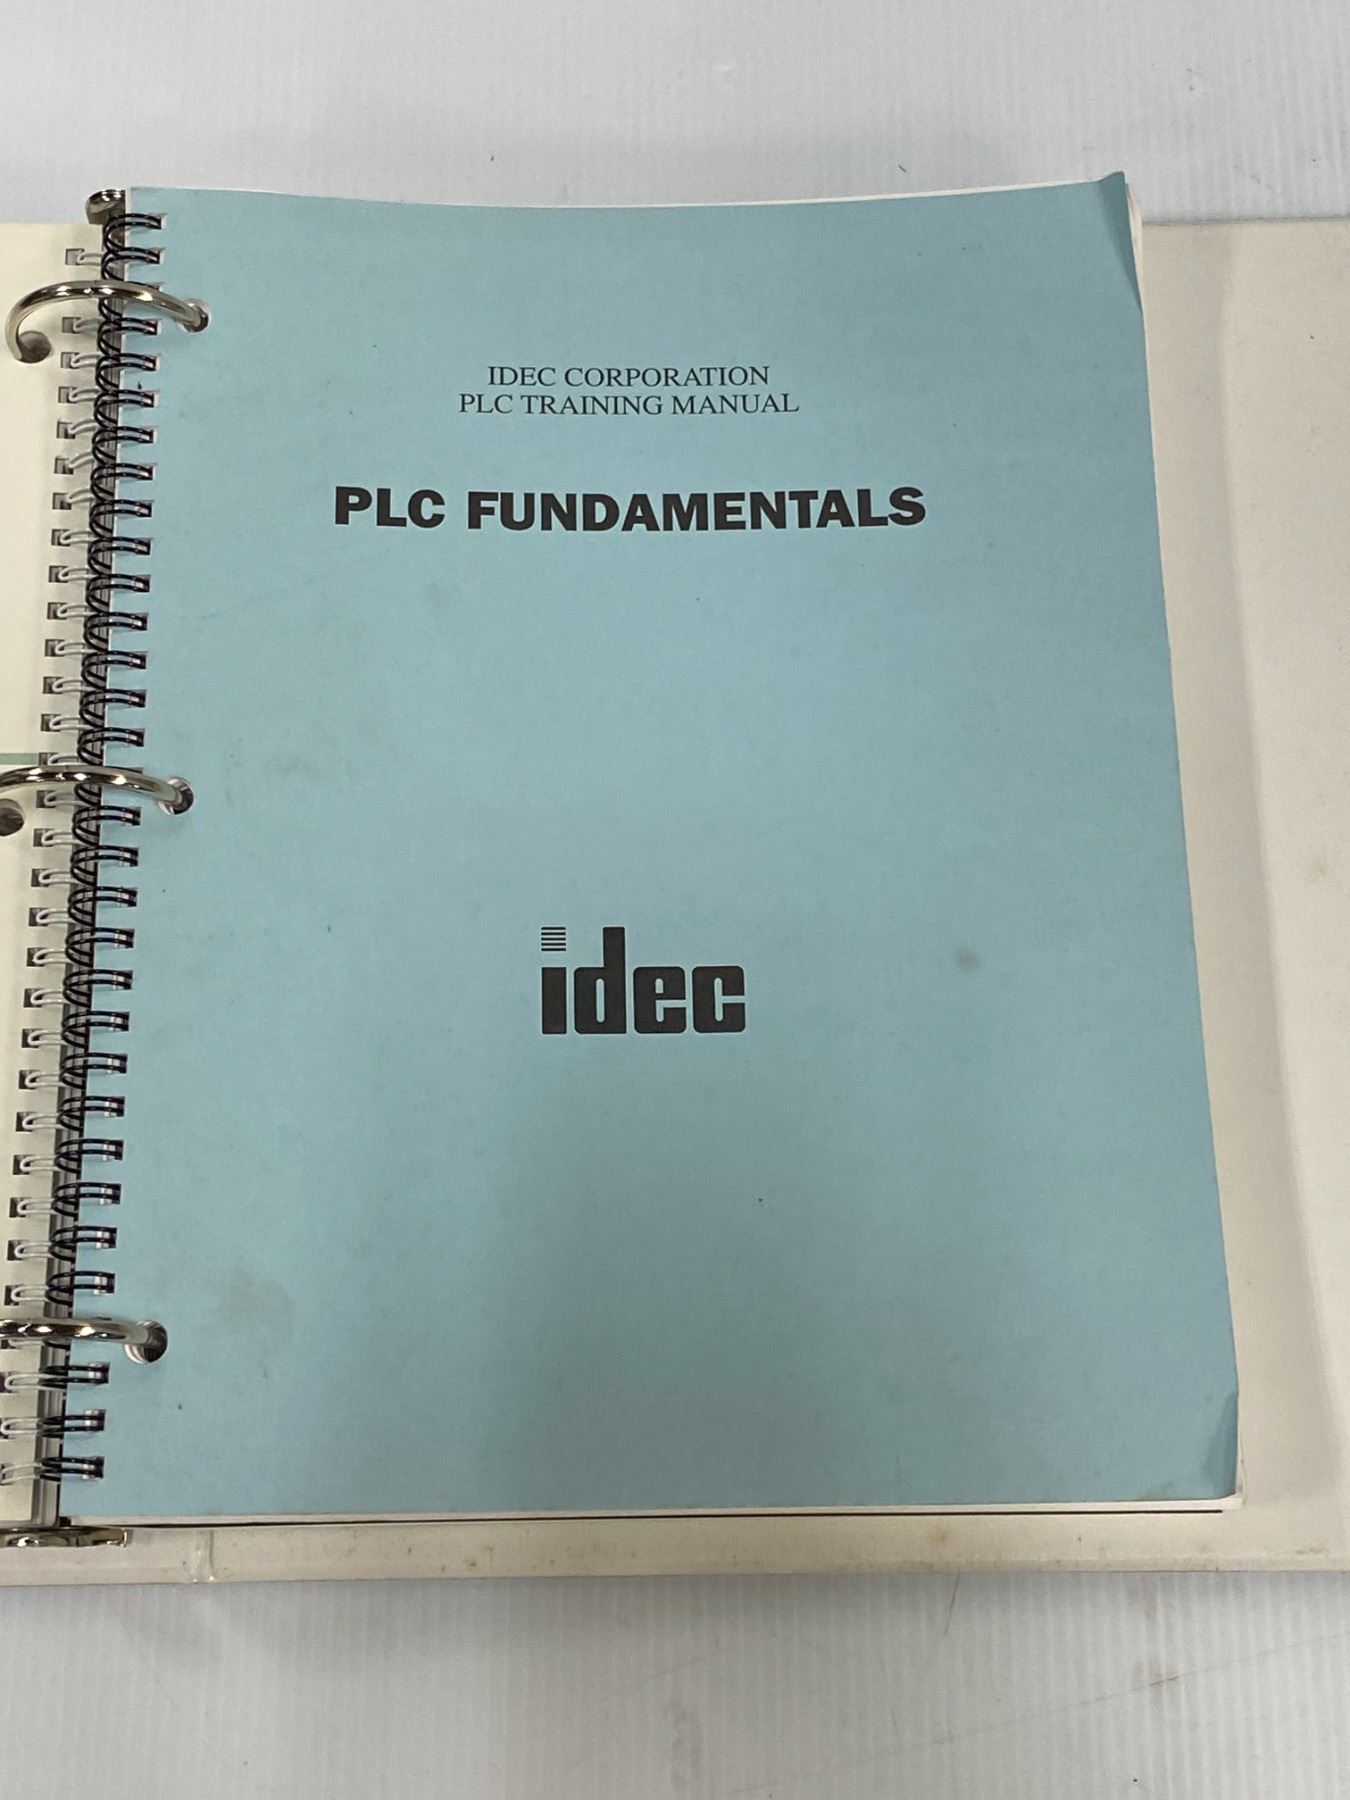 IDEC CORPORATION
PLC TRAINING MANUAL
PLC FUNDAMENTALS
idec